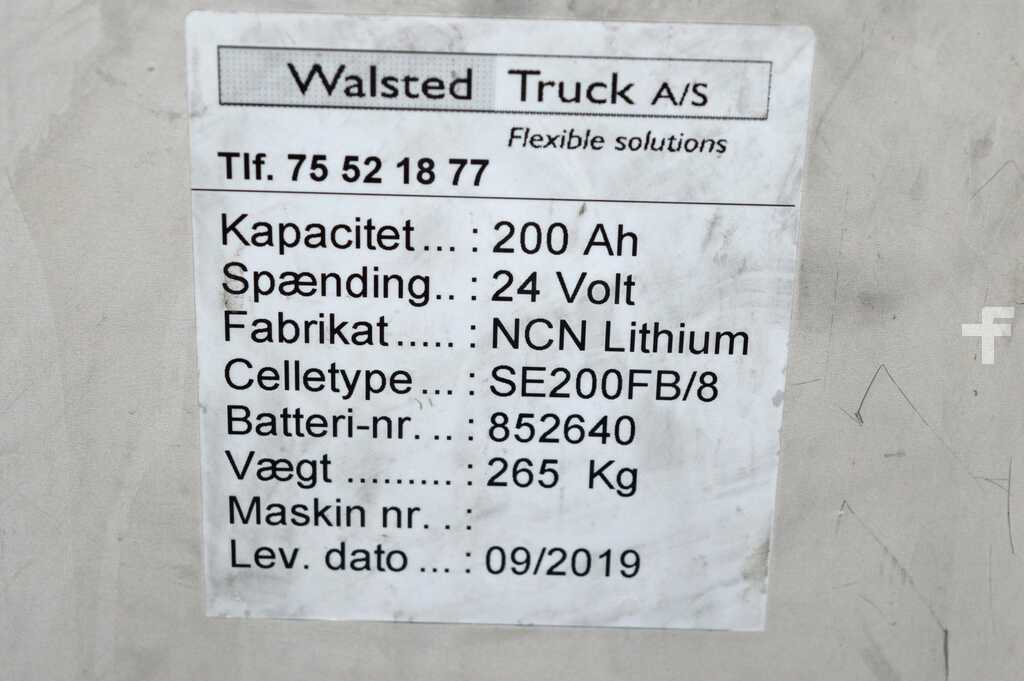 Walsted Truck A/S
Flexible solutions
Tlf. 75 52 18 77
Kapacitet... : 200 Ah
Spænding.. : 24 Volt
Fabrikat..... : NCN Lithium
Celletype ... : SE200FB/8
Batteri-nr. .. : 852640
Vægt ......... : 265 Kg
Maskin nr. . :
Lev. dato ... : 09/2019